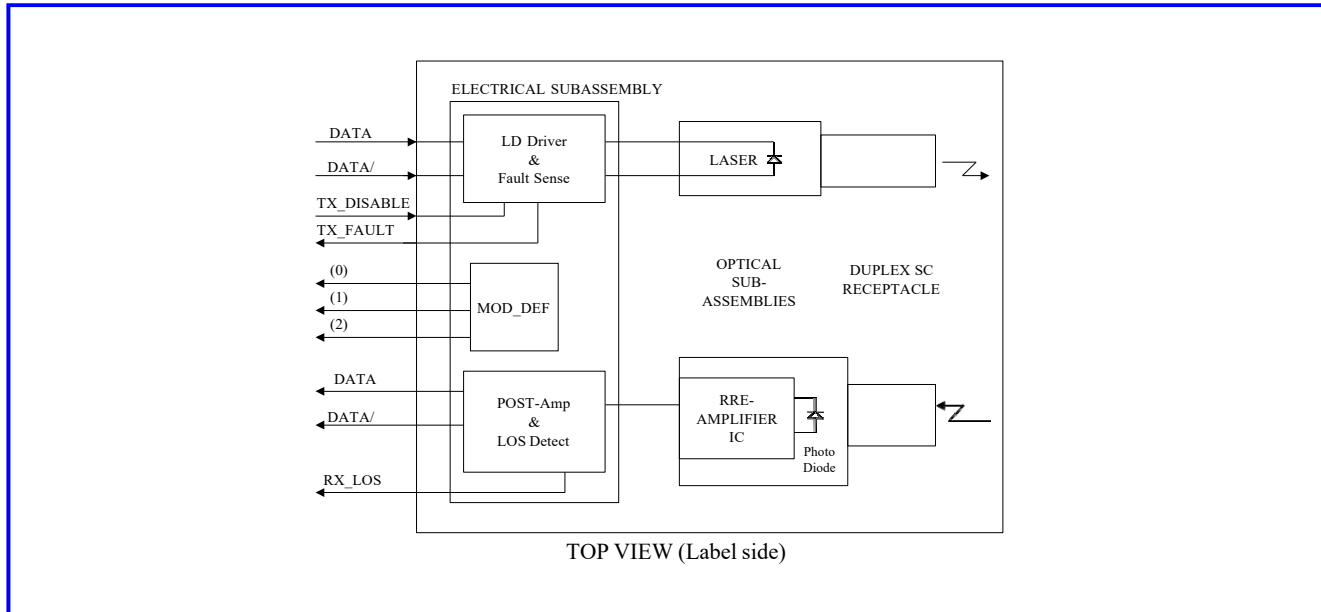 ELECTRICAL SUBASSEMBLY
DATA
DATA/
TX_DISABLE
TX_FAULT
LD Driver
&
Fault Sense
LASER
(0)
(1)
(2)
MOD_DEF
OPTICAL
SUB-
ASSEMBLIES
DUPLEX SC
RECEPTACLE
DATA
DATA/
RX_LOS
POST-Amp
&
LOS Detect
RRE-
AMPLIFIER
IC
Photo
Diode
TOP VIEW (Label side)